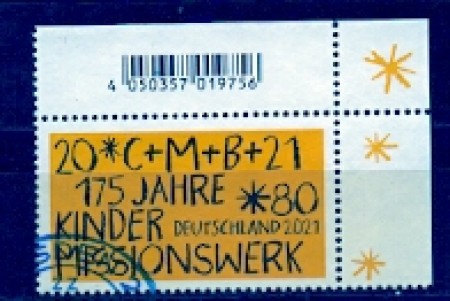 4 050357 019756
20*C+M+B+21
175 JAHRE *80
KINDER DEUTSCHLAND 2021
MISSIONSWERK